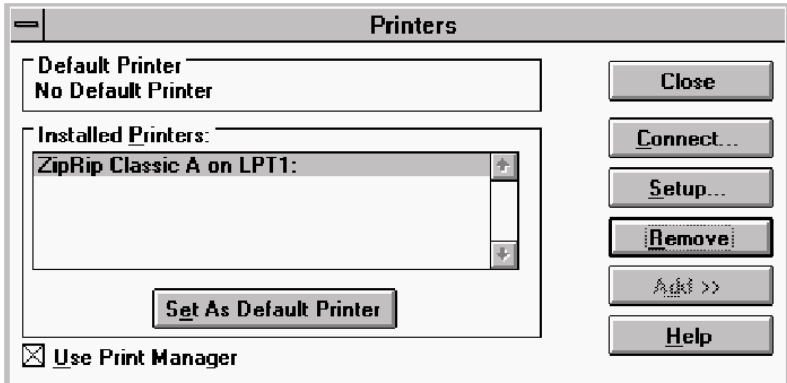 Printers
Default Printer
No Default Printer
Close
Installed Printers:
Connect...
ZipRip Classic A on LPT1:
Setup...
Remove
Add >>
Set As Default Printer
Help
Use Print Manager